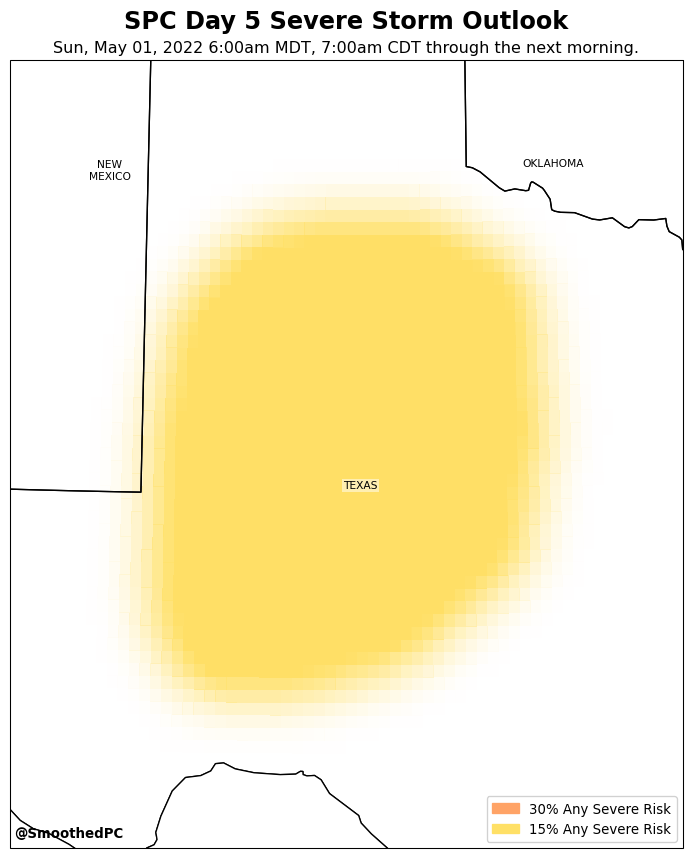 SPC Day 5 Severe Storm Outlook
Sun, May 01, 2022 6:00am MDT, 7:00am CDT through the next morning.
NEW
MEXICO
OKLAHOMA
TEXAS
30% Any Severe Risk
15% Any Severe Risk
@SmoothedPC